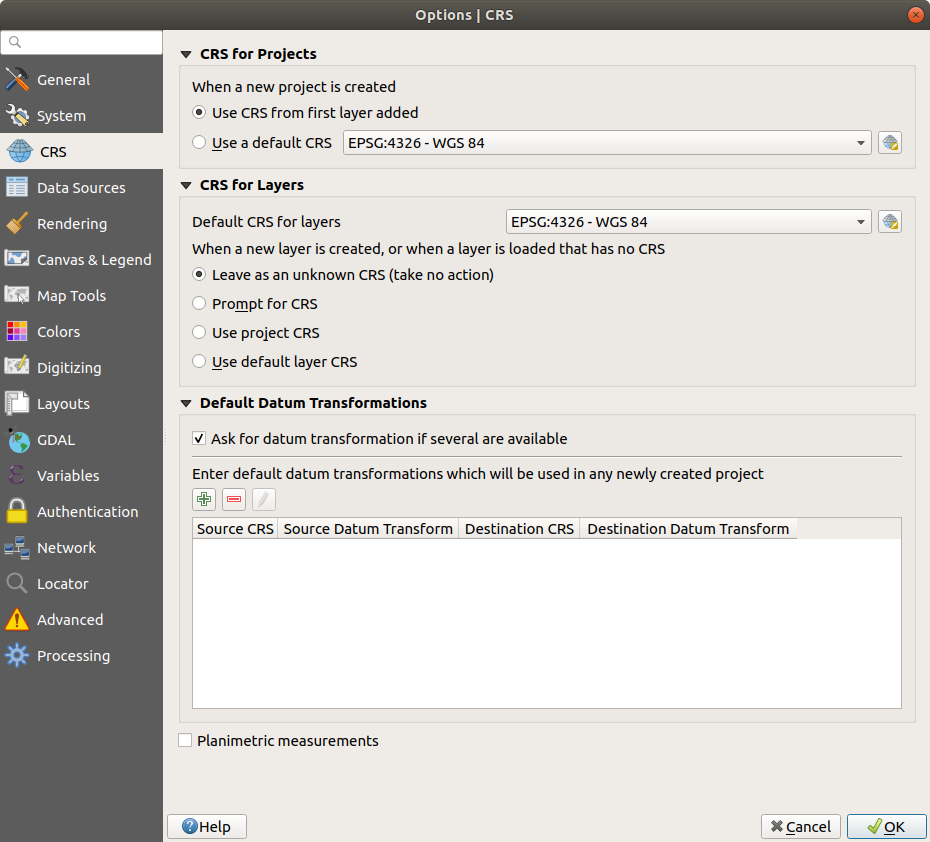 Options | CRS
General
System
CRS
Data Sources
Rendering
Canvas & Legend
Map Tools
Colors
Digitizing
Layouts
GDAL
Variables
Authentication
Network
Locator
Advanced
Processing
CRS for Projects
When a new project is created
Use CRS from first layer added
Use a default CRS EPSG:4326 - WGS 84
CRS for Layers
Default CRS for layers EPSG:4326 - WGS 84
When a new layer is created, or when a layer is loaded that has no CRS
Leave as an unknown CRS (take no action)
Prompt for CRS
Use project CRS
Use default layer CRS
Default Datum Transformations
Ask for datum transformation if several are available
Enter default datum transformations which will be used in any newly created project
Source CRS Source Datum Transform Destination CRS Destination Datum Transform
Planimetric measurements
Help Cancel OK